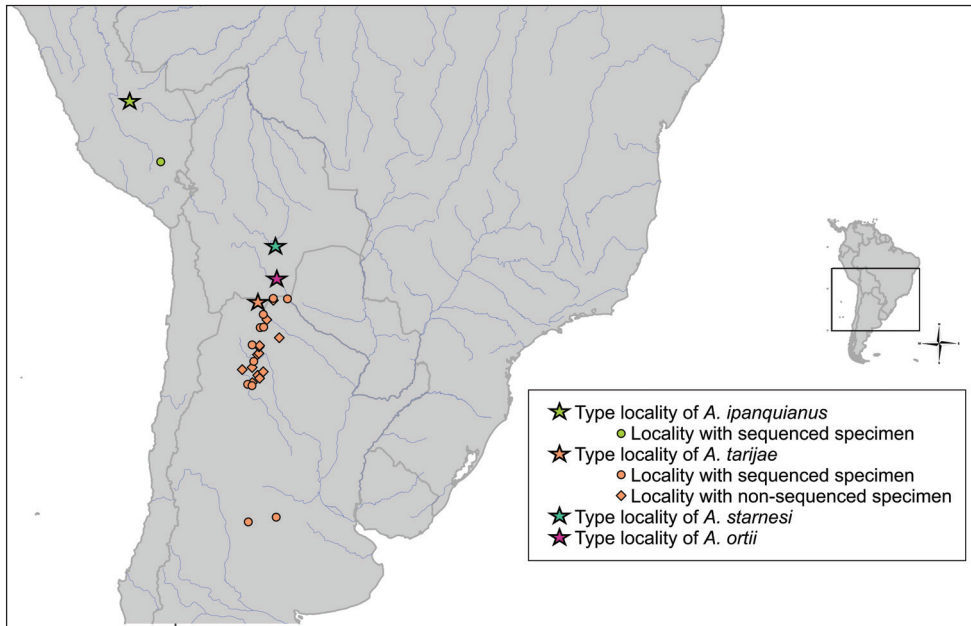 Type locality of A. ipanquianus
Locality with sequenced specimen
Type locality of A. tarijae
Locality with sequenced specimen
Locality with non-sequenced specimen
Type locality of A. starnesi
Type locality of A. ortii